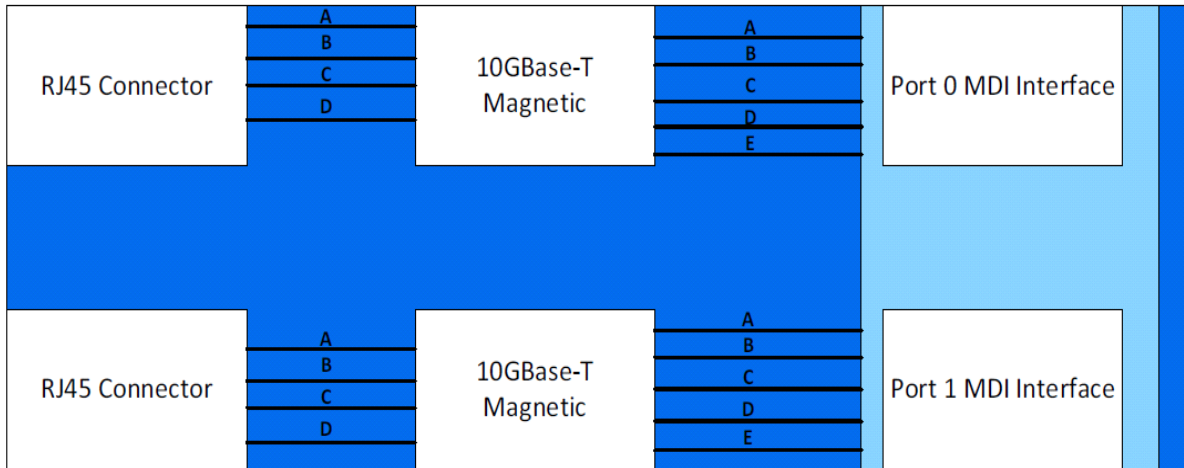 A
B
C
D
RJ45 Connector
10GBase-T
Magnetic
A
B
C
D
E
Port 0 MDI Interface
A
B
C
D
RJ45 Connector
10GBase-T
Magnetic
A
B
C
D
E
Port 1 MDI Interface